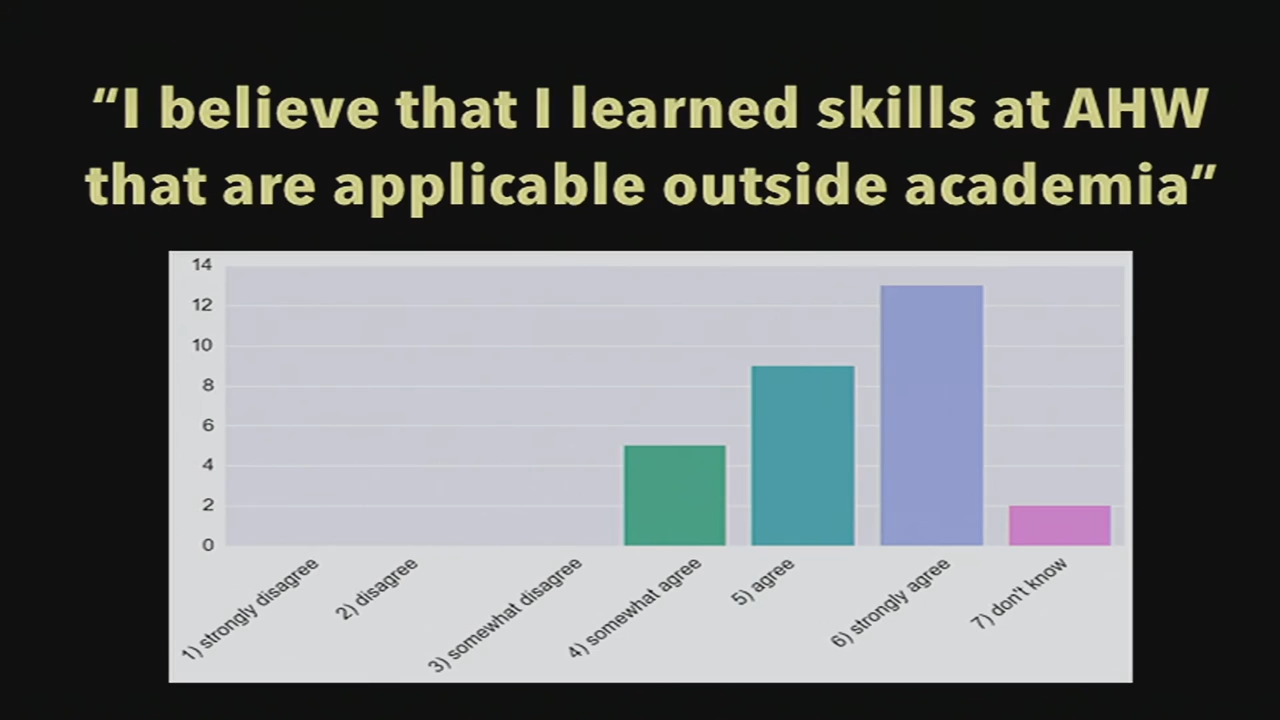 “I believe that I learned skills at AHW
that are applicable outside academia”
14
12
10
8
6
4
2
0
1) strongly disagree
2) disagree
3) somewhat disagree
4) somewhat agree
5) agree
6) strongly agree
7) don't know